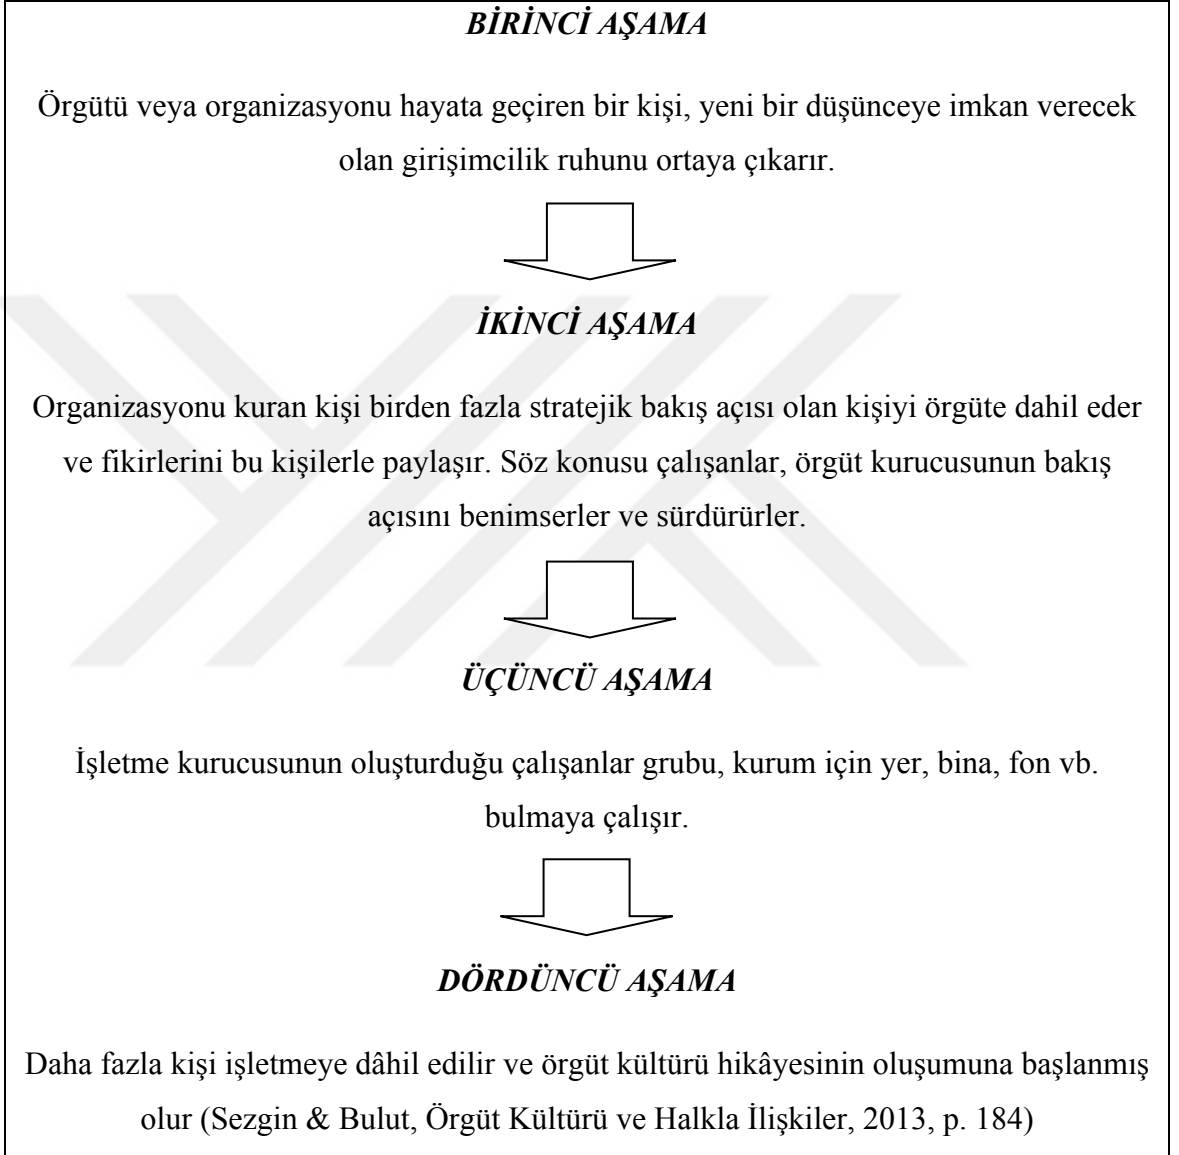 BİRİNCİ AŞAMA
Örgütü veya organizasyonu hayata geçiren bir kişi, yeni bir düşünceye imkan verecek
olan girişimcilik ruhunu ortaya çıkarır.
İKİNCİ AŞAMA
Organizasyonu kuran kişi birden fazla stratejik bakış açısı olan kişiyi örgüte dahil eder
ve fikirlerini bu kişilerle paylaşır. Söz konusu çalışanlar, örgüt kurucusunun bakış
açısını benimserler ve sürdürürler.
ÜÇÜNCÜ AŞAMA
İşletme kurucusunun oluşturduğu çalışanlar grubu, kurum için yer, bina, fon vb.
bulmaya çalışır.
DÖRDÜNCÜ AŞAMA
Daha fazla kişi işletmeye dâhil edilir ve örgüt kültürü hikâyesinin oluşumuna başlanmış
olur (Sezgin & Bulut, Örgüt Kültürü ve Halkla İlişkiler, 2013, p. 184)